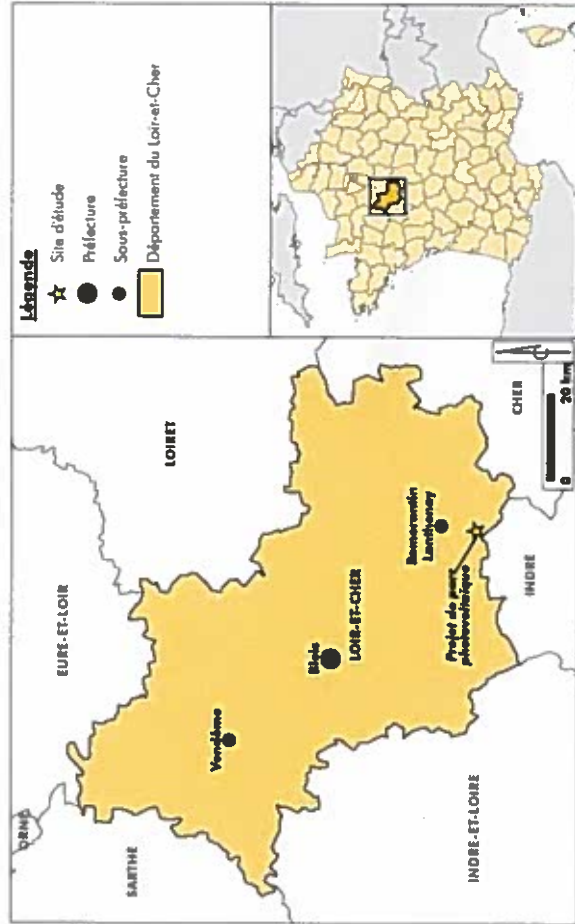 ORNE
EURE-ET-LOIR
SARTHE
LOIRET
Vendôme
Blois
LOIR-ET-CHER
Romorantin
Lanthenay
Projet de parc
photovoltaïque
INDRE-ET-LOIRE
INDRE
CHER
0 20 km
Légende
Site d'étude
Préfecture
Sous-préfecture
Département du Loir-et-Cher